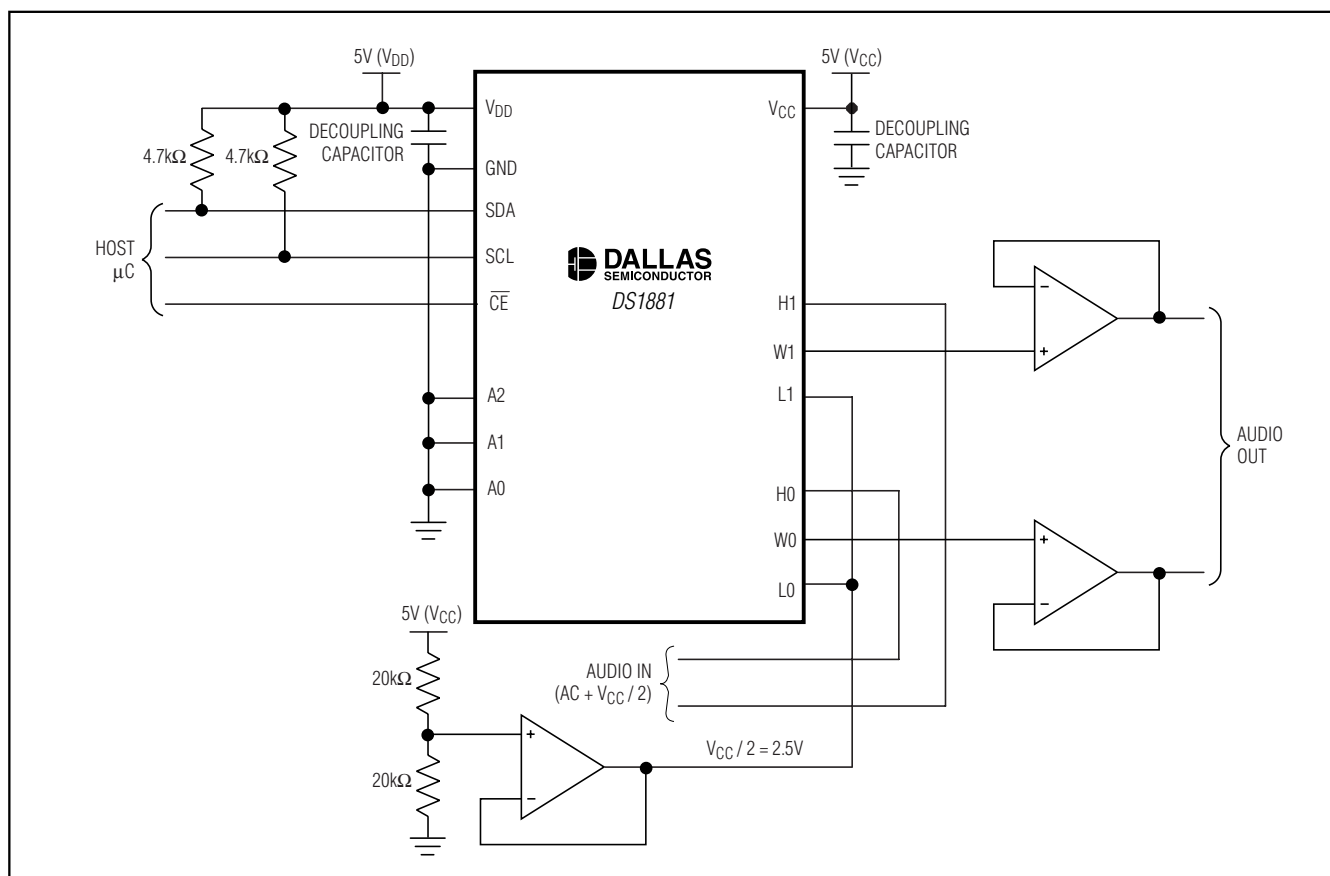 5V (VDD)
5V (VCC)
VDD
VCC
DECOUPLING
CAPACITOR
DECOUPLING
CAPACITOR
4.7kΩ
4.7kΩ
GND
SDA
HOST
µC
SCL
CE
DALLAS
SEMICONDUCTOR
DS1881
H1
W1
L1
A2
A1
A0
H0
W0
L0
AUDIO
OUT
-
+
+
-
5V (VCC)
20kΩ
20kΩ
AUDIO IN
(AC + VCC / 2)
+
-
VCC / 2 = 2.5V